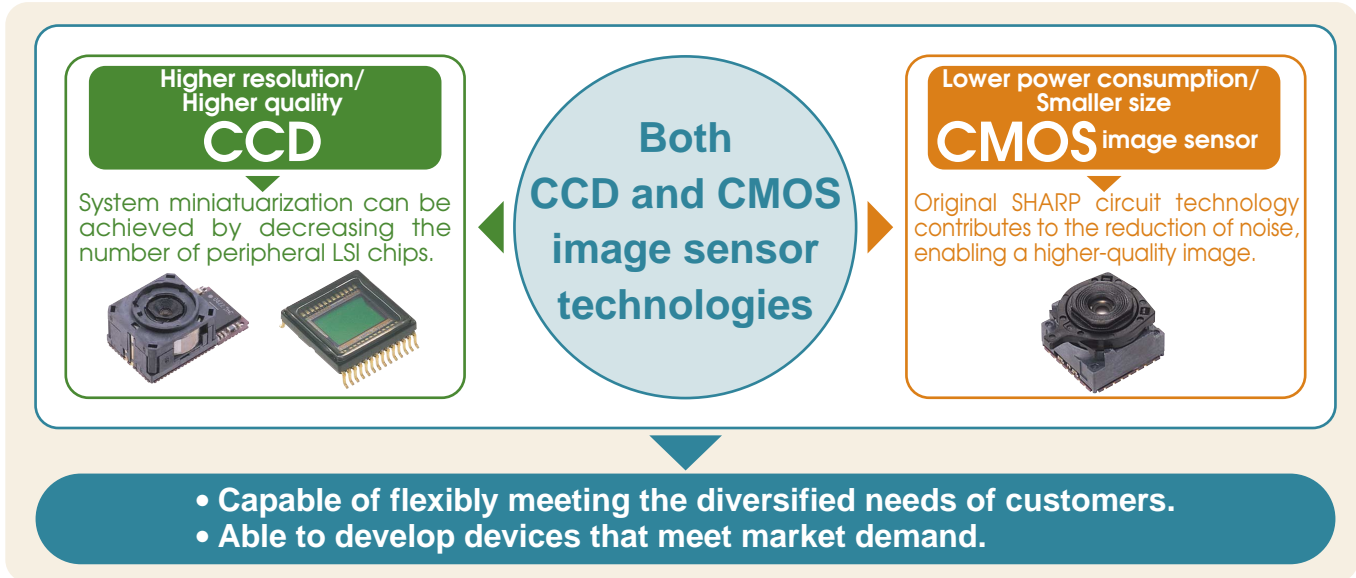 Higher resolution/
Higher quality
CCD
System miniatuarization can be
achieved by decreasing the
number of peripheral LSI chips.
Both
CCD and CMOS
image sensor
technologies
Lower power consumption/
Smaller size
CMOS image sensor
Original SHARP circuit technology
contributes to the reduction of noise,
enabling a higher-quality image.
• Capable of flexibly meeting the diversified needs of customers.
• Able to develop devices that meet market demand.